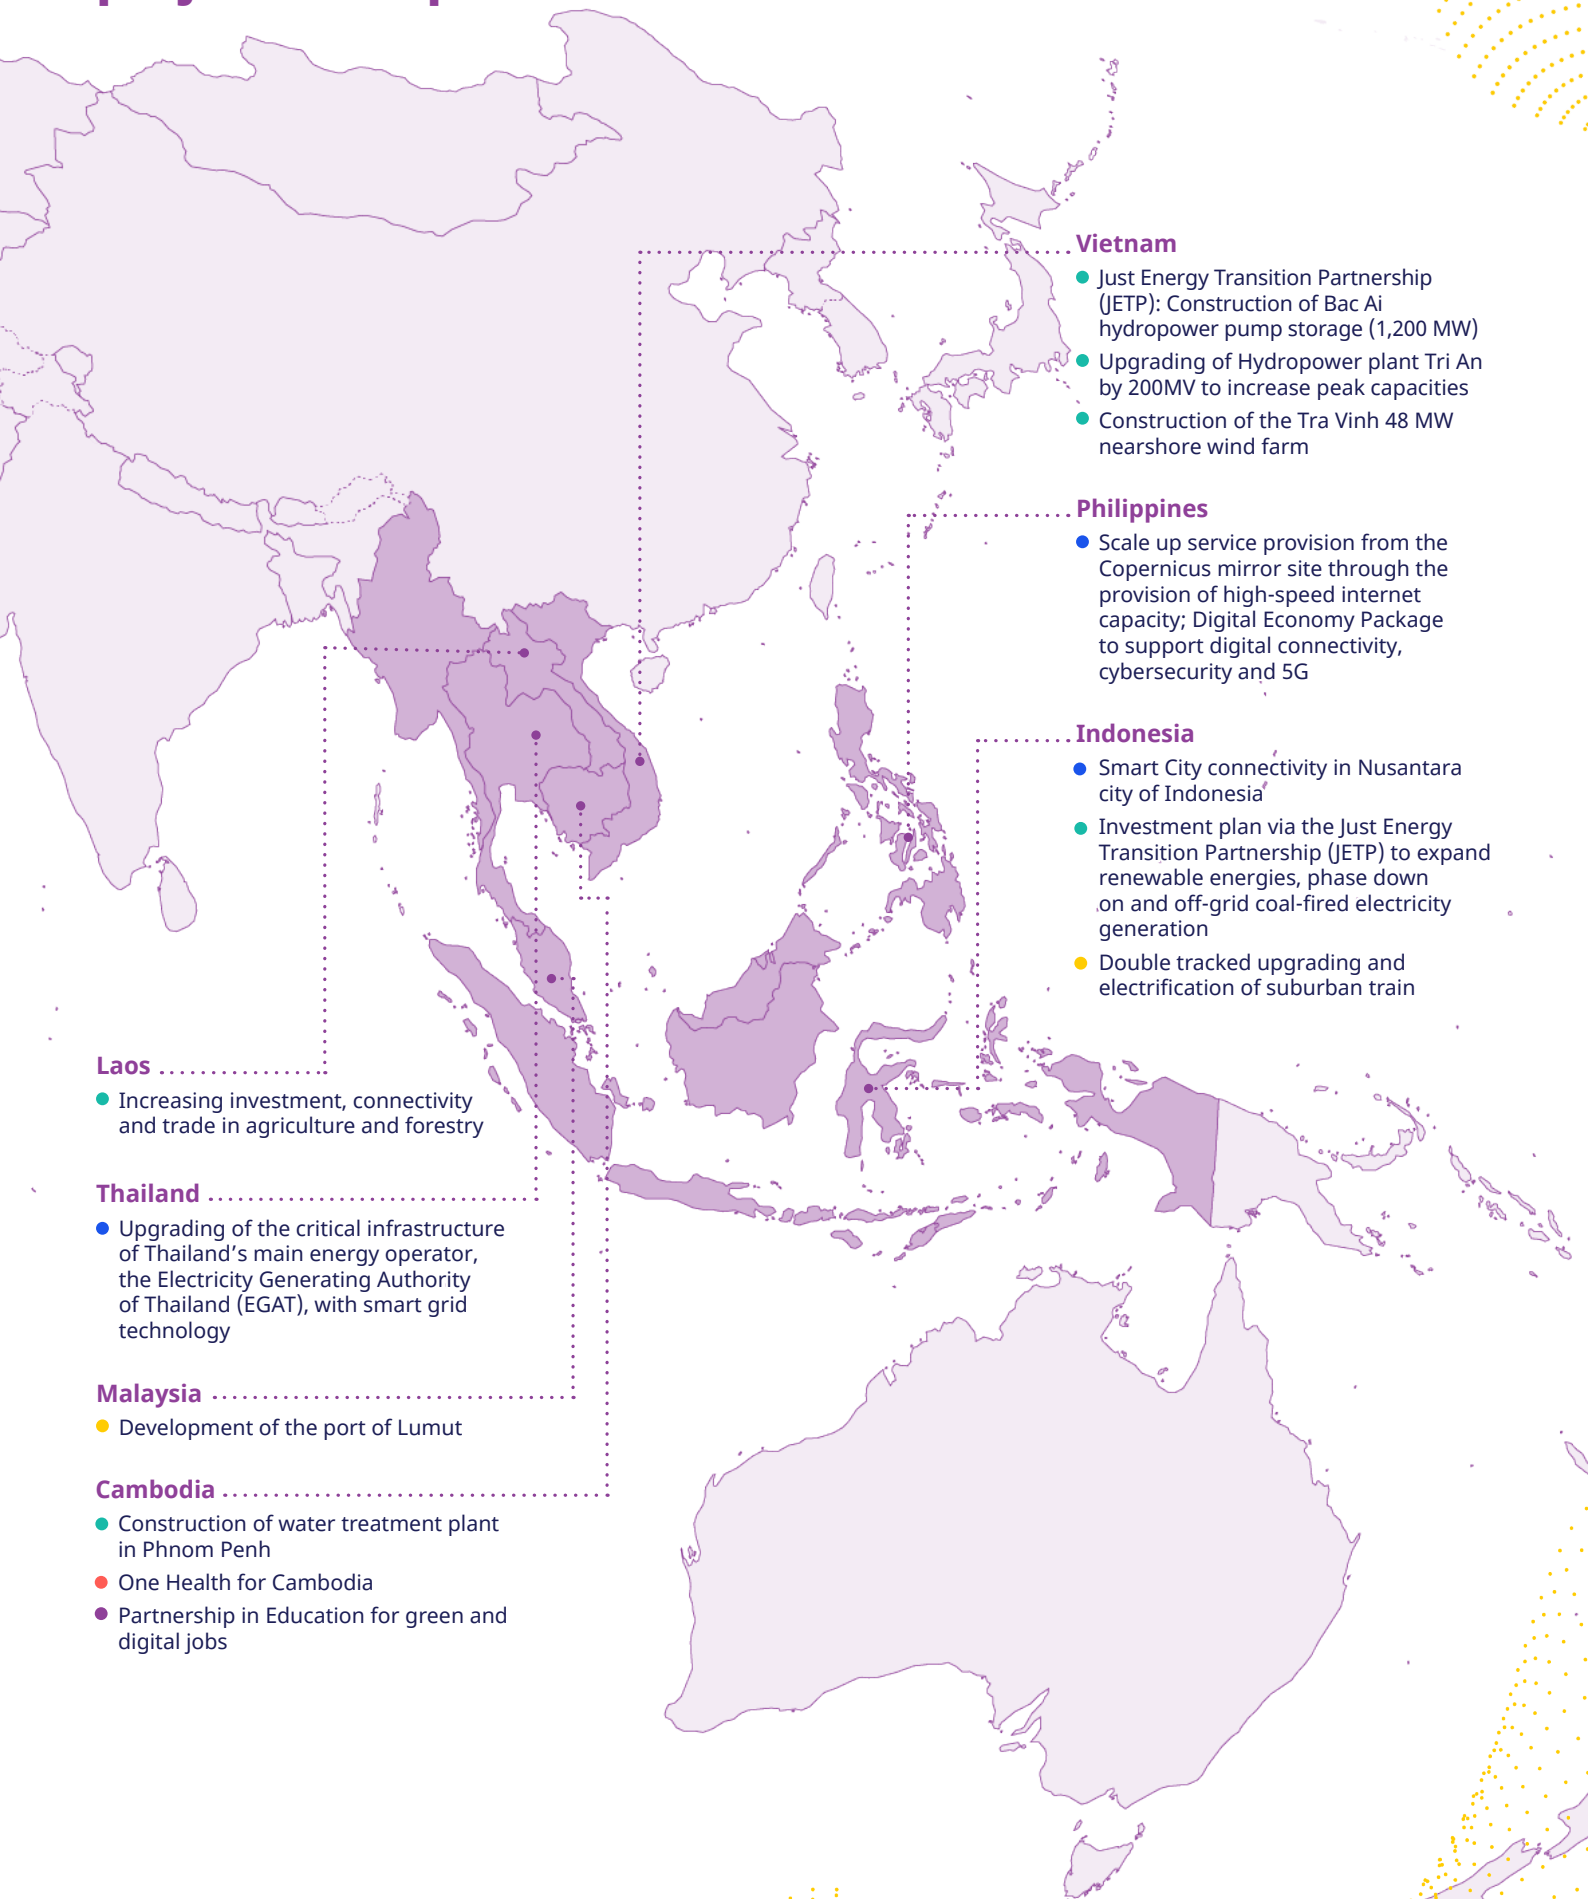 Vietnam
Just Energy Transition Partnership
(JETP): Construction of Bac Ai
hydropower pump storage (1,200 MW)
Upgrading of Hydropower plant Tri An
by 200MV to increase peak capacities
Construction of the Tra Vinh 48 MW
nearshore wind farm
Philippines
Scale up service provision from the
Copernicus mirror site through the
provision of high-speed internet
capacity; Digital Economy Package
to support digital connectivity,
cybersecurity and 5G
Indonesia
Smart City connectivity in Nusantara
city of Indonesia
Investment plan via the Just Energy
Transition Partnership (JETP) to expand
renewable energies, phase down
on and off-grid coal-fired electricity
generation
Double tracked upgrading and
electrification of suburban train
Laos
Increasing investment, connectivity
and trade in agriculture and forestry
Thailand
Upgrading of the critical infrastructure
of Thailand’s main energy operator,
the Electricity Generating Authority
of Thailand (EGAT), with smart grid
technology
Malaysia
Development of the port of Lumut
Cambodia
Construction of water treatment plant
in Phnom Penh
One Health for Cambodia
Partnership in Education for green and
digital jobs